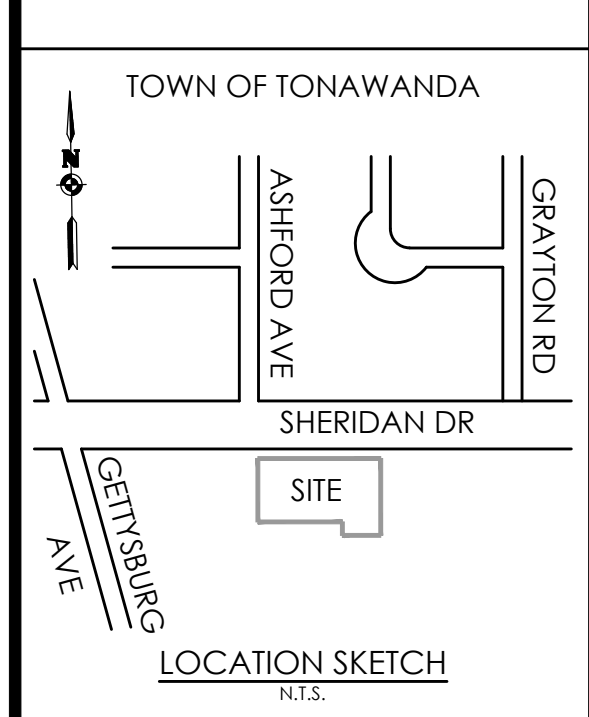 TOWN OF TONAWANDA
N
ASHFORD AVE
GRAYTON RD
SHERIDAN DR
SITE
GETTYSBURG
AVE
LOCATION SKETCH
N.T.S.